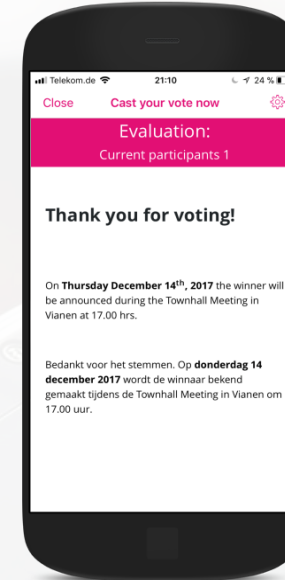 Telekom.de 21:10 24 %
Close Cast your vote now
Evaluation:
Current participants 1
Thank you for voting!
On Thursday December 14th, 2017 the winner will
be announced during the Townhall Meeting in
Vianen at 17.00 hrs.
Bedankt voor het stemmen. Op donderdag 14
december 2017 wordt de winnaar bekend
gemaakt tijdens de Townhall Meeting in Vianen om
17.00 uur.